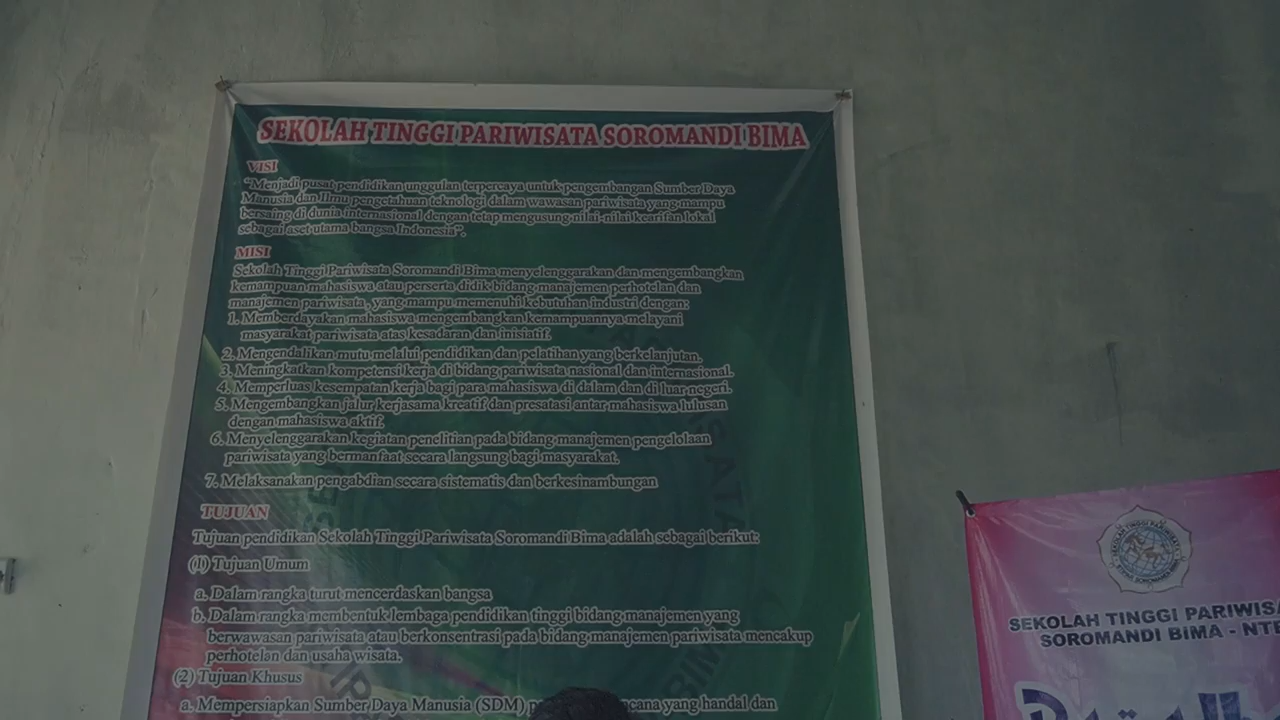 SEKOLAH TINGGI PARIWISATA SOROMANDI BIMA
VISI
"Menjadi pusat pendidikan unggulan terpercaya untuk pengembangan Sumber Daya
Manusia dan Ilmu pengetahuan teknologi dalam wawasan pariwisata yang mampu
bersaing di dunia internasional dengan tetap mengusung nilai-nilai kearifan lokal
sebagai aset utama bangsa Indonesia".
MISI
Sekolah Tinggi Pariwisata Soromandi Bima menyelenggarakan dan mengembangkan
kemampuan mahasiswa atau perserta didik bidang manajemen perhotelan dan
manajemen pariwisata , yang mampu memenuhi kebutuhan industri dengan:
1. Memberdayakan mahasiswa mengembangkan kemampuannya melayani
masyarakat pariwisata atas kesadaran dan inisiatif.
2. Mengendalikan mutu melalui pendidikan dan pelatihan yang berkelanjutan.
3. Meningkatkan kompetensi kerja di bidang pariwisata nasional dan internasional.
4. Memperluas kesempatan kerja bagi para mahasiswa di dalam dan di luar negeri.
5. Mengembangkan jalur kerjasama kreatif dan presatasi antar mahasiswa lulusan
dengan mahasiswa aktif.
6. Menyelenggarakan kegiatan penelitian pada bidang manajemen pengelolaan
pariwisata yang bermanfaat secara langsung bagi masyarakat.
7. Melaksanakan pengabdian secara sistematis dan berkesinambungan
TUJUAN
Tujuan pendidikan Sekolah Tinggi Pariwisata Soromandi Bima adalah sebagai berikut:
(1) Tujuan Umum
a. Dalam rangka turut mencerdaskan bangsa
b. Dalam rangka membentuk lembaga pendidikan tinggi bidang manajemen yang
berwawasan pariwisata atau berkonsentrasi pada bidang manajemen pariwisata mencakup
perhotelan dan usaha wisata.
(2) Tujuan Khusus
a. Mempersiapkan Sumber Daya Manusia (SDM) yang handal dan
SEKOLAH TINGGI PARIWISA
SOROMANDI BIMA - NTB